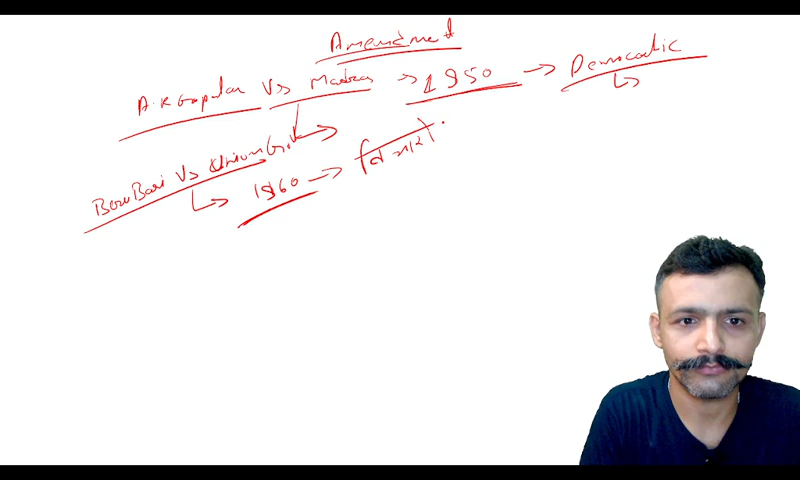 Amendment
A.K Gopalan Vs Madras → 1950 → Democratic
BeruBari Vs Union → 1960 →